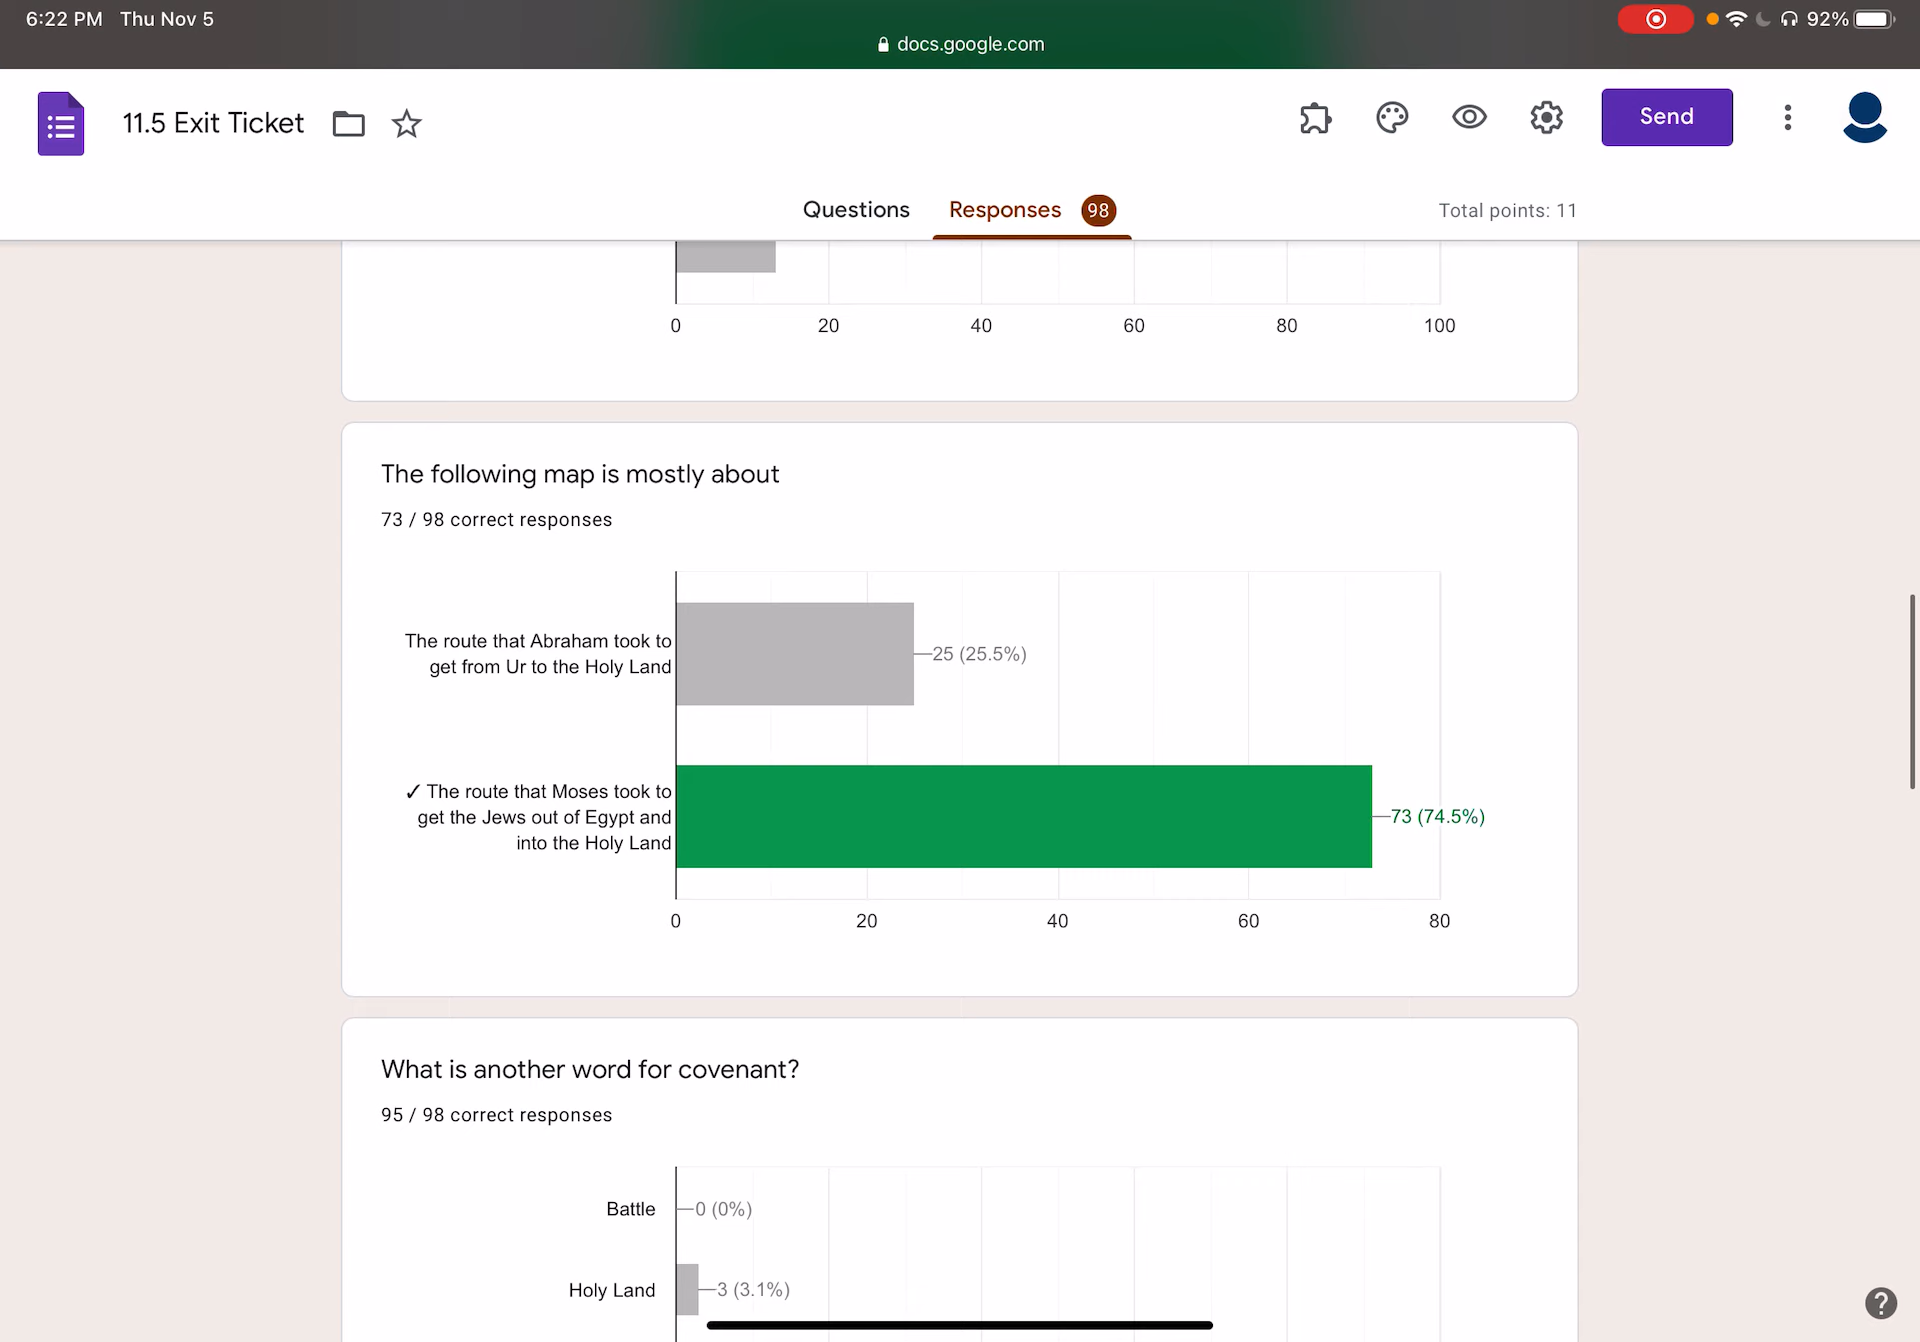 6:22 PM Thu Nov 5
92%
docs.google.com
11.5 Exit Ticket
Send
Questions
Responses 98
Total points: 11
0 20 40 60 80 100
The following map is mostly about
73 / 98 correct responses
The route that Abraham took to
get from Ur to the Holy Land
25 (25.5%)
✓ The route that Moses took to
get the Jews out of Egypt and
into the Holy Land
73 (74.5%)
0 20 40 60 80
What is another word for covenant?
95 / 98 correct responses
Battle
0 (0%)
Holy Land
3 (3.1%)
?